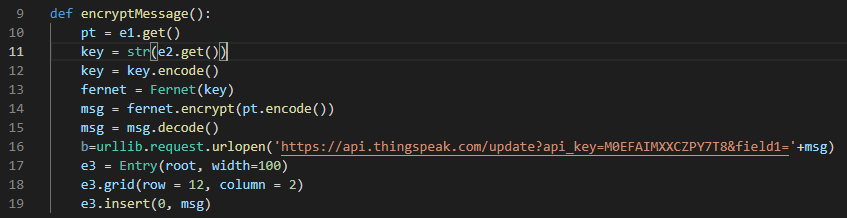 9 def encryptMessage():
10 pt = e1.get()
11 key = str(e2.get())
12 key = key.encode()
13 fernet = Fernet(key)
14 msg = fernet.encrypt(pt.encode())
15 msg = msg.decode()
16 b=urllib.request.urlopen('https://api.thingspeak.com/update?api_key=M0EFAIMXXCZPY7T8&field1='+msg)
17 e3 = Entry(root, width=100)
18 e3.grid(row = 12, column = 2)
19 e3.insert(0, msg)